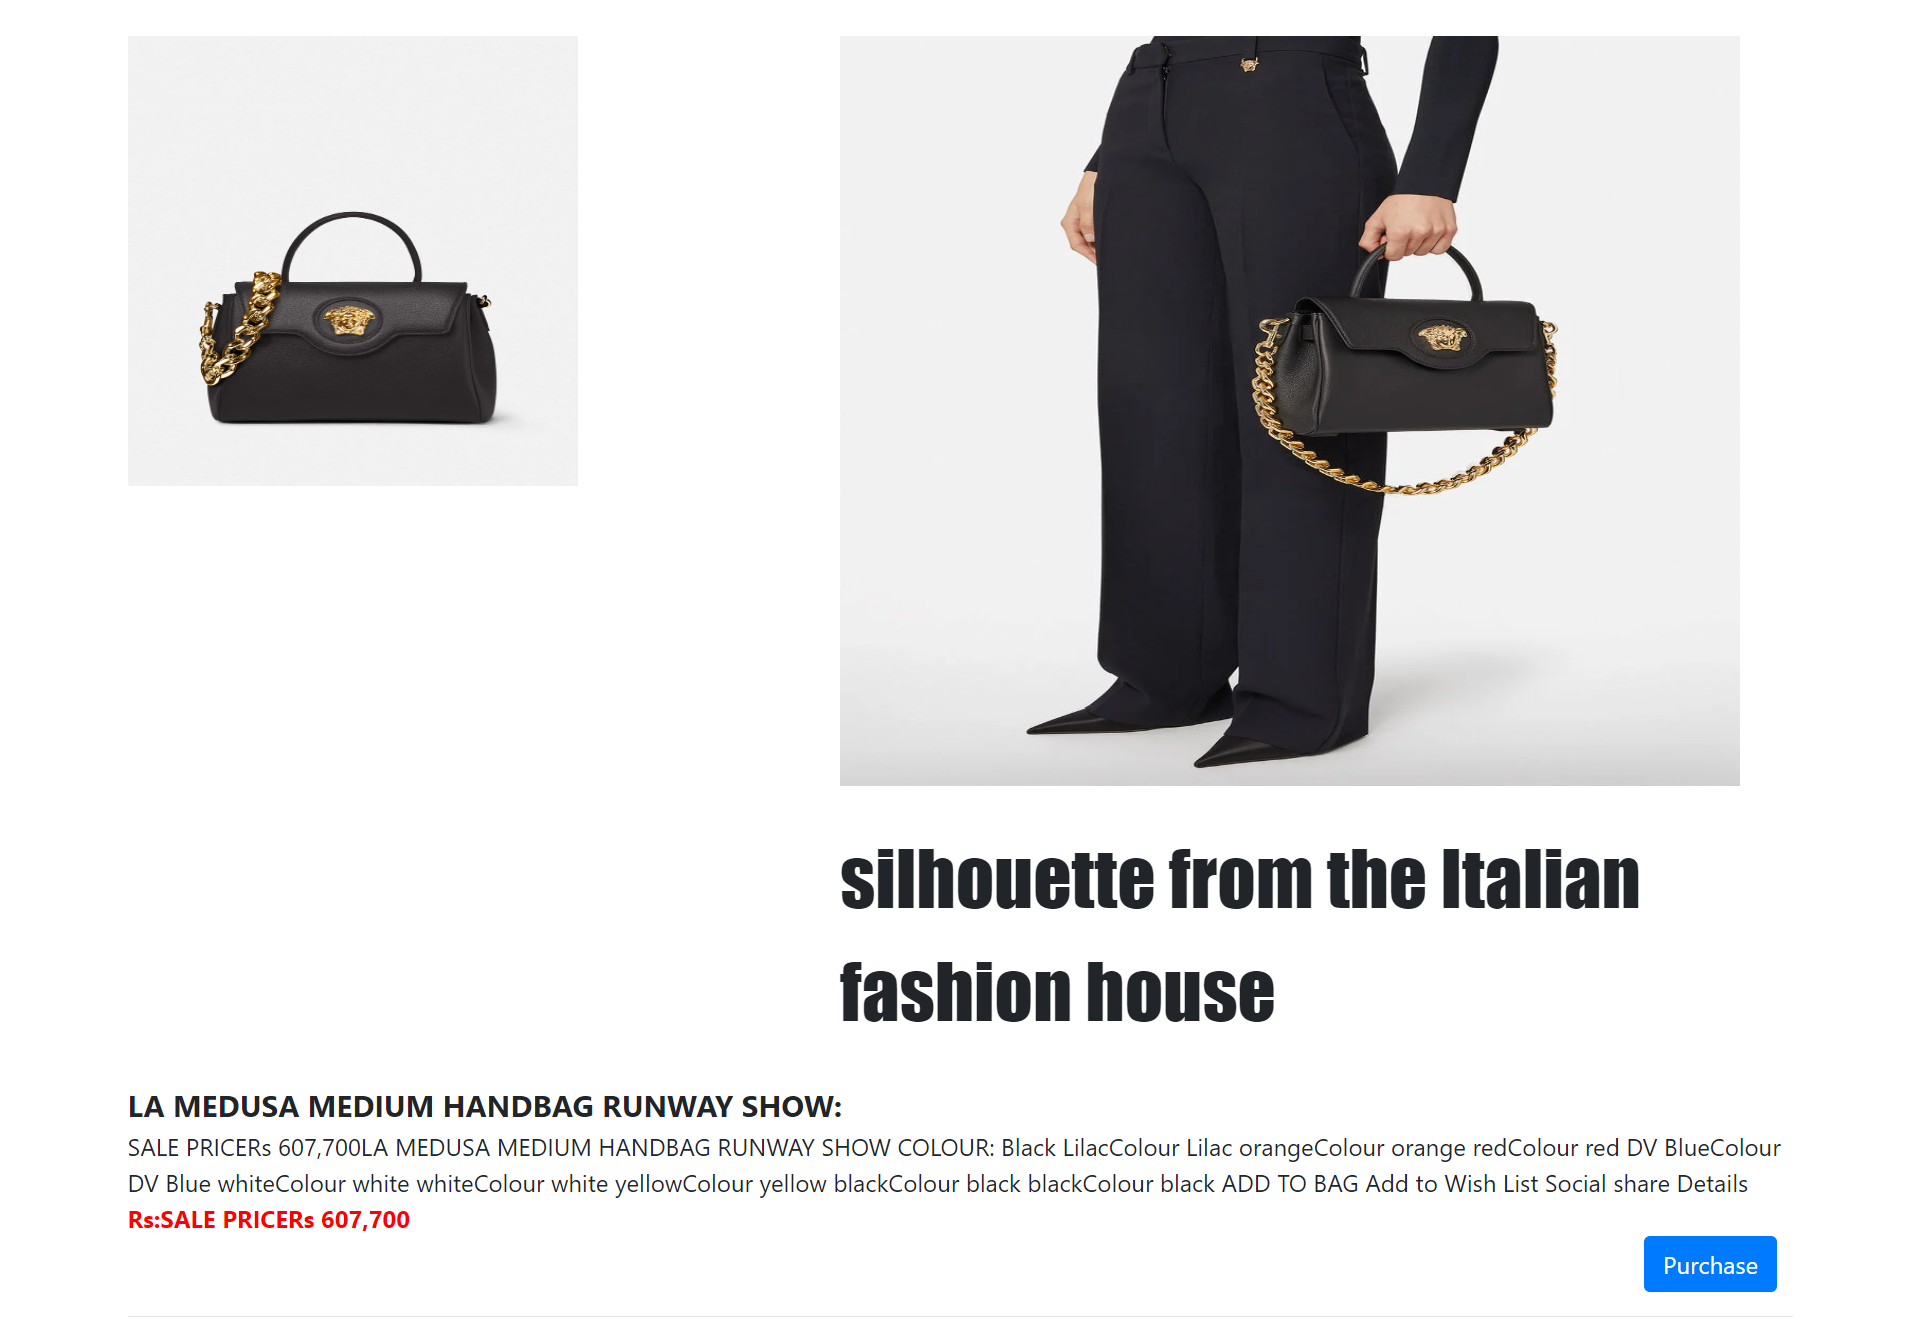 silhouette from the Italian
fashion house
LA MEDUSA MEDIUM HANDBAG RUNWAY SHOW:
SALE PRICERs 607,700LA MEDUSA MEDIUM HANDBAG RUNWAY SHOW COLOUR: Black LilacColour Lilac orangeColour orange redColour red DV BlueColour
DV Blue whiteColour white whiteColour white yellowColour yellow blackColour black blackColour black ADD TO BAG Add to Wish List Social share Details
Rs:SALE PRICERs 607,700
Purchase